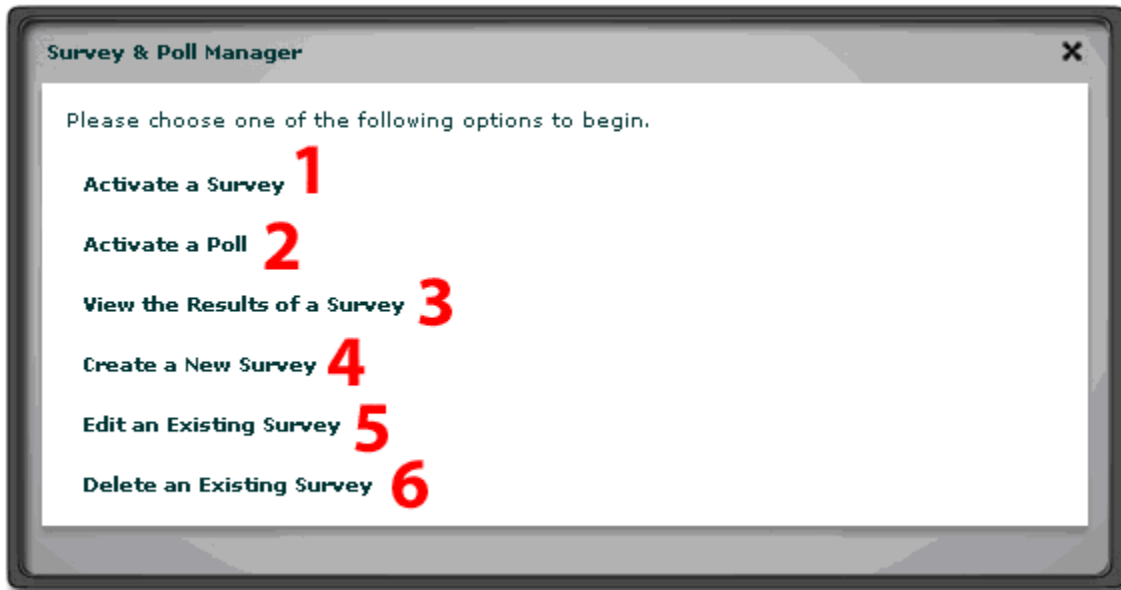 Survey & Poll Manager
Please choose one of the following options to begin.
Activate a Survey 1
Activate a Poll 2
View the Results of a Survey 3
Create a New Survey 4
Edit an Existing Survey 5
Delete an Existing Survey 6